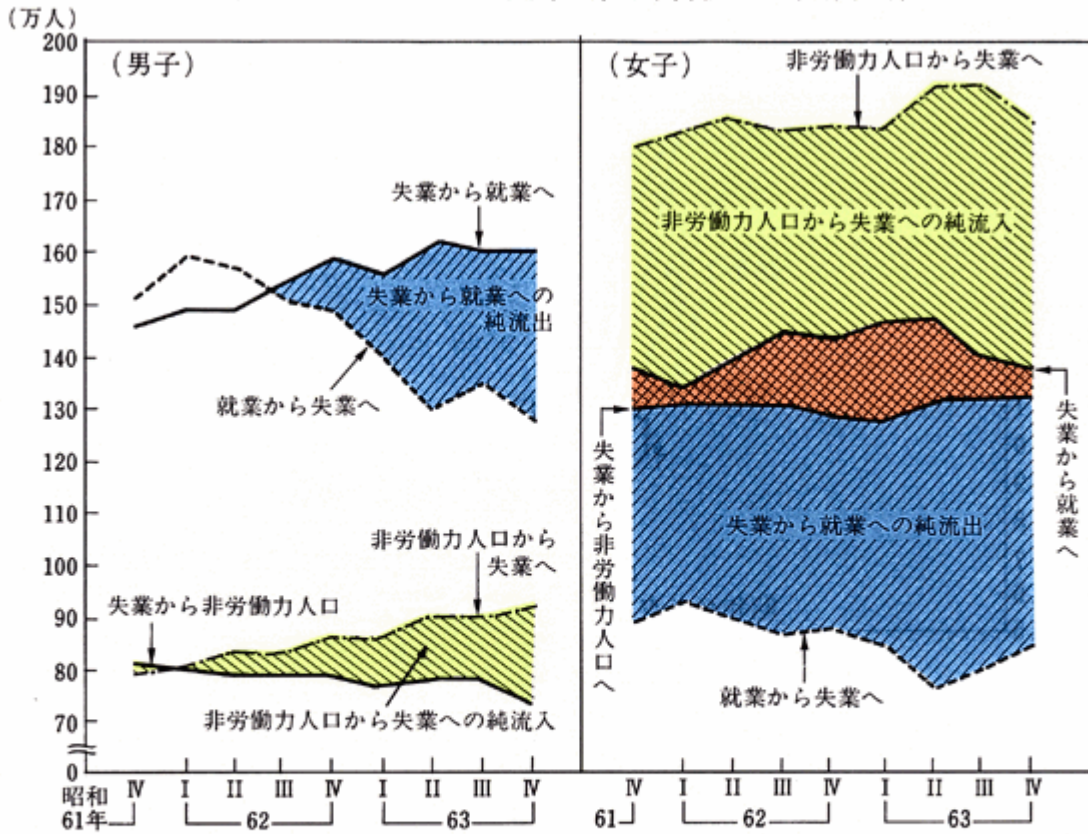 (万人)
200
190
180
170
160
150
140
130
120
110
100
90
80
70
0
(男子)
失業から就業へ
失業から就業への
純流出
就業から失業へ
非労働力人口から
失業へ
失業から非労働力人口
非労働力人口から失業への純流入
(女子)
非労働力人口から失業へ
非労働力人口から失業への純流入
失業から就業への純流出
失業から非労働力人口へ
失業から就業へ
就業から失業へ
昭和 IV I II III IV I II III IV
61年 62 63
IV I II III IV I II III IV
61 62 63